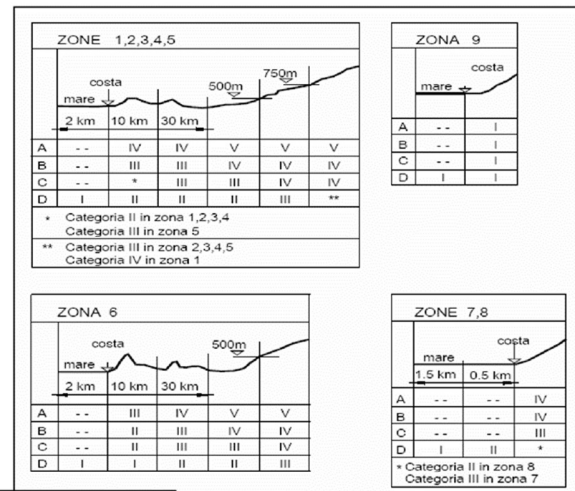 ZONE 1,2,3,4,5
costa
mare
500m
750m
2 km 10 km 30 km
A -- IV IV V V V
B -- III III IV IV IV
C -- * III III IV IV
D I II II II III **
* Categoria II in zona 1,2,3,4
Categoria III in zona 5
** Categoria III in zona 2,3,4,5
Categoria IV in zona 1
ZONA 9
costa
mare
A -- I
B -- I
C -- I
D I I
ZONA 6
costa
mare
500m
2 km 10 km 30 km
A -- III IV V V
B -- II III IV IV
C -- II III III IV
D I I II II III
ZONE 7,8
costa
mare
1.5 km 0.5 km
A -- -- IV
B -- -- IV
C -- -- III
D I II *
* Categoria II in zona 8
Categoria III in zona 7